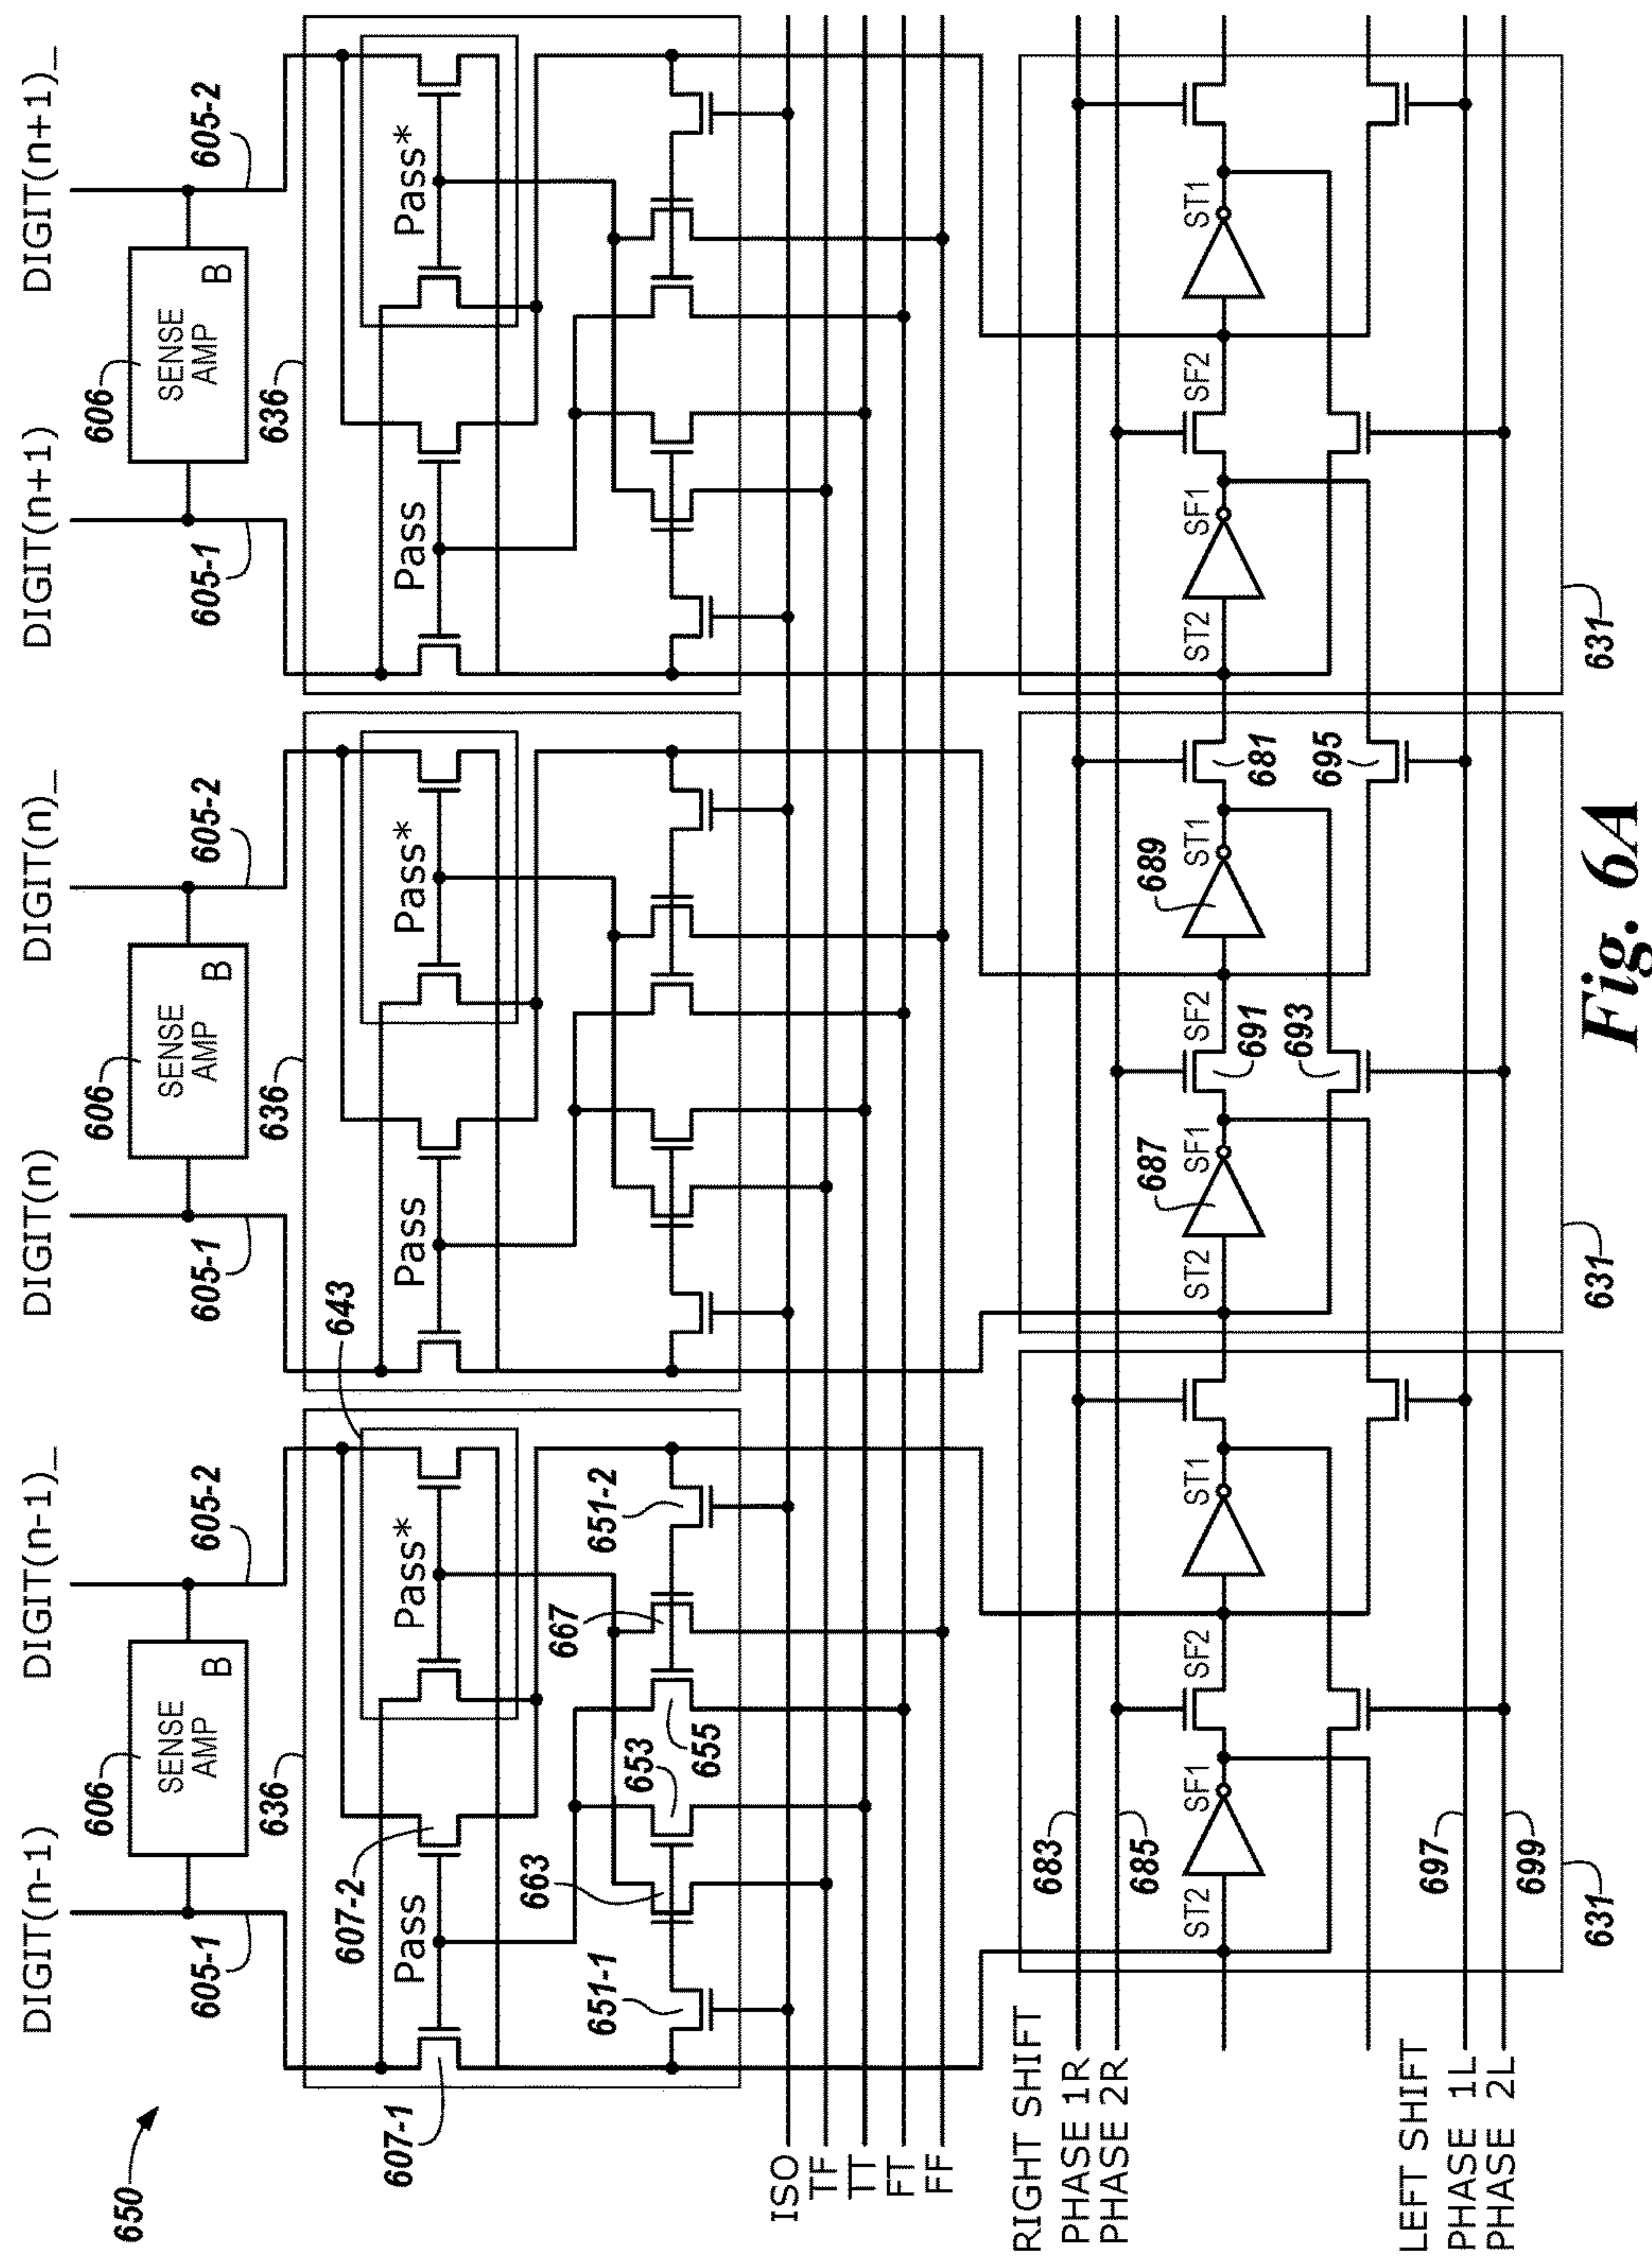 DIGIT(n-1) DIGIT(n-1)_ DIGIT(n) DIGIT(n)_ DIGIT(n+1) DIGIT(n+1)_
650
606 606 606
SENSE AMP B SENSE AMP B SENSE AMP B
605-1 605-2 605-1 605-2 605-1 605-2
636 636 636
643
607-2
607-1
Pass Pass* Pass Pass* Pass Pass*
663 667
651-1 653 651-2
655
ISO
TF
TT
FT
FF
RIGHT SHIFT
PHASE 1R
PHASE 2R
683
685
687 689
ST2 SF1 SF2 ST1 ST2 SF1 SF2 ST1 ST2 SF1 SF2 ST1
691 681
693 695
LEFT SHIFT
PHASE 1L
PHASE 2L
697
699
631 631 631
Fig. 6A